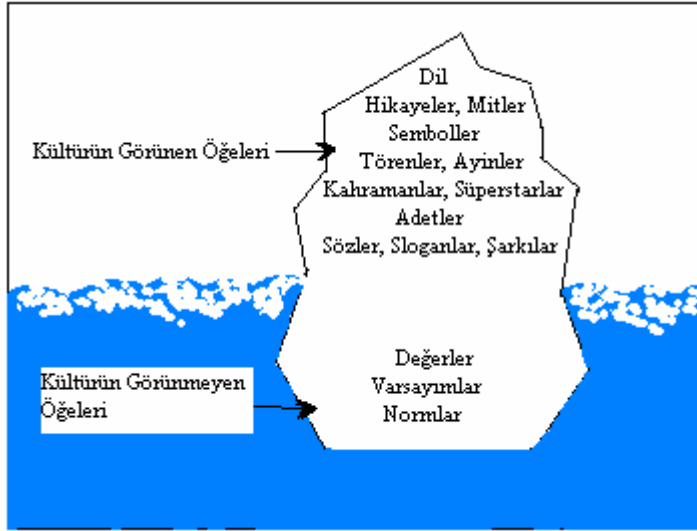 Dil
Hikayeler, Mitler
Semboller
Kültürün Görünen Öğeleri
Törenler, Ayinler
Kahramanlar, Süperstarlar
Adetler
Sözler, Sloganlar, Şarkılar
Değerler
Varsayımlar
Normlar
Kültürün Görünmeyen
Öğeleri